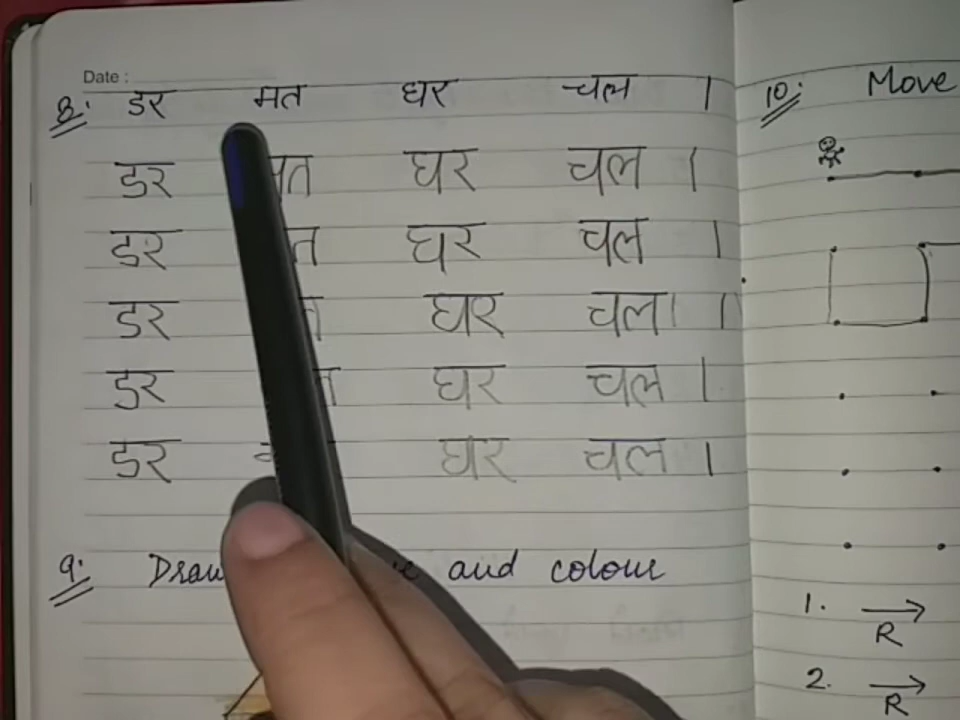 Date :
8. डर मत घर चल ।
डर घर चल ।
डर घर चल ।
डर घर चल। ।
डर घर चल ।
डर घर चल ।
9. Draw and colour
10. Move
1. R
2. R